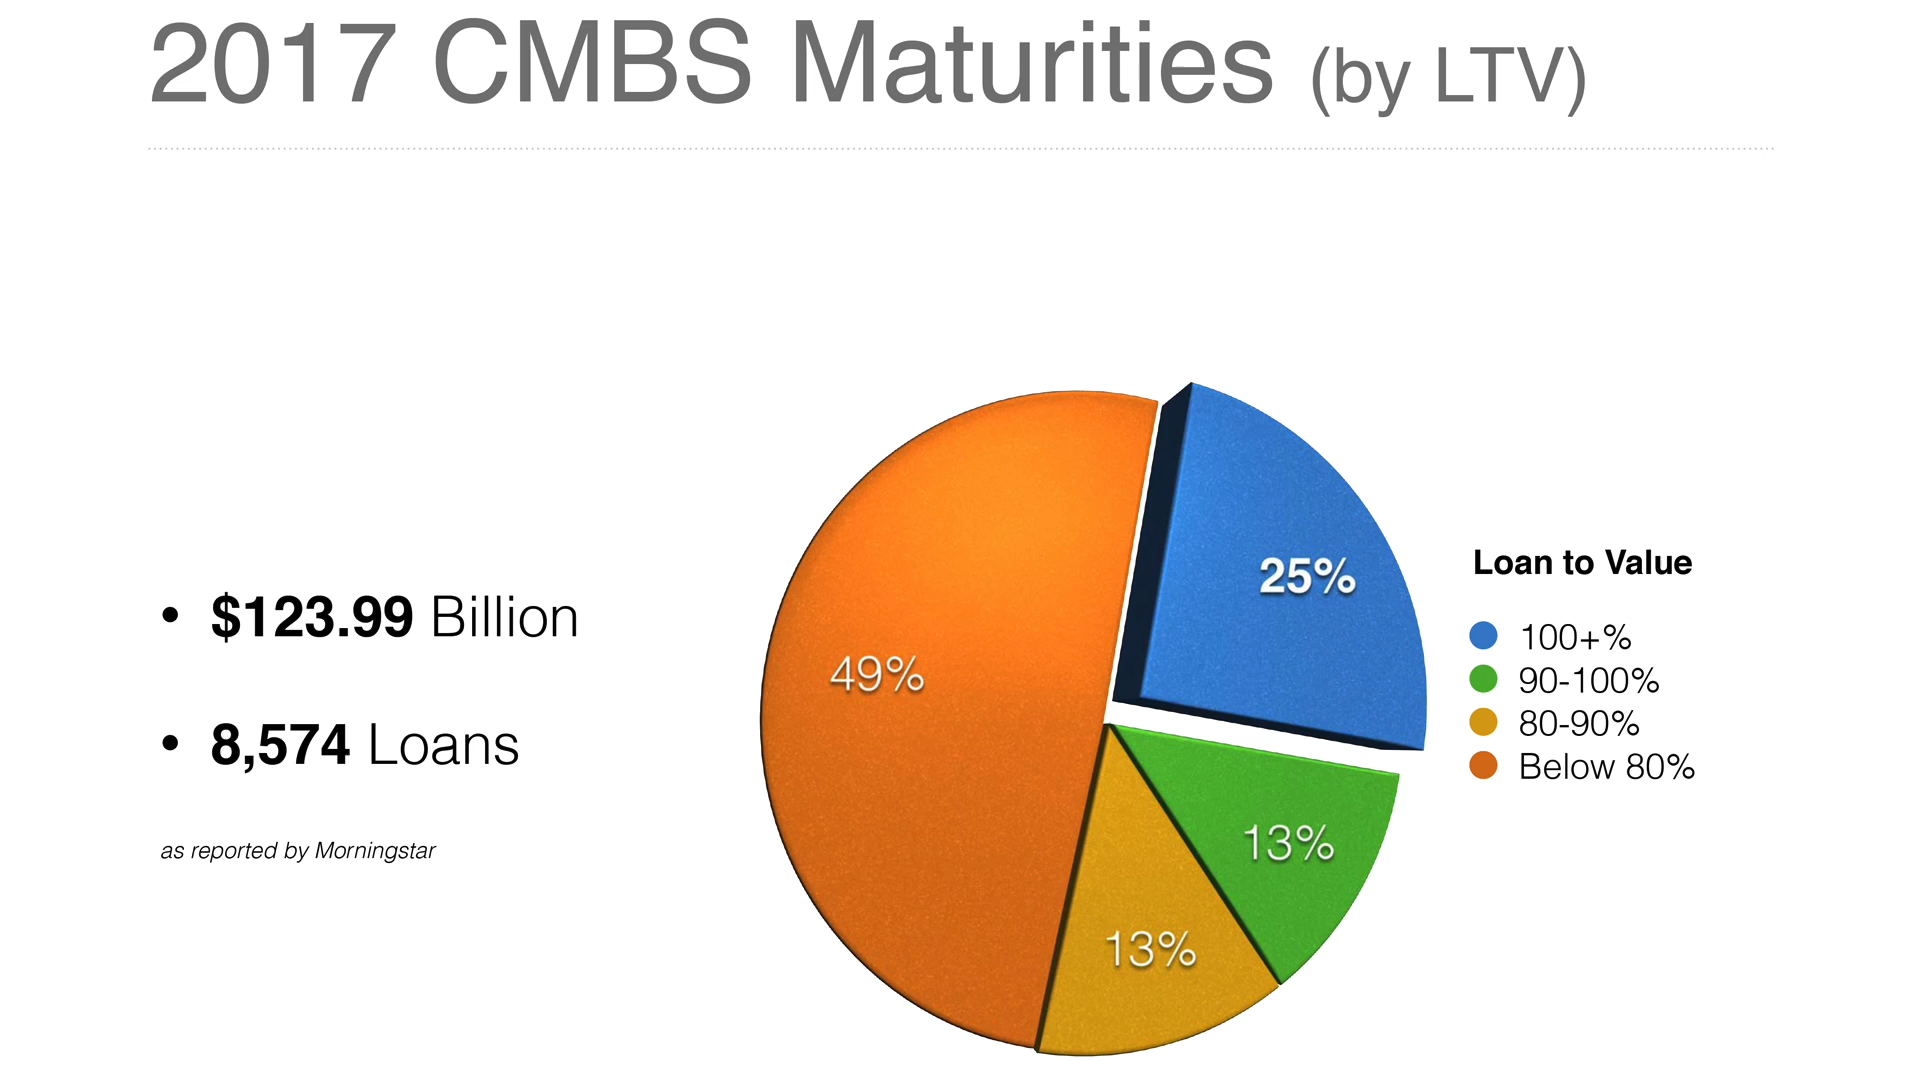 2017 CMBS Maturities (by LTV)
• $123.99 Billion
• 8,574 Loans
as reported by Morningstar
49%
25%
13%
13%
Loan to Value
100+%
90-100%
80-90%
Below 80%